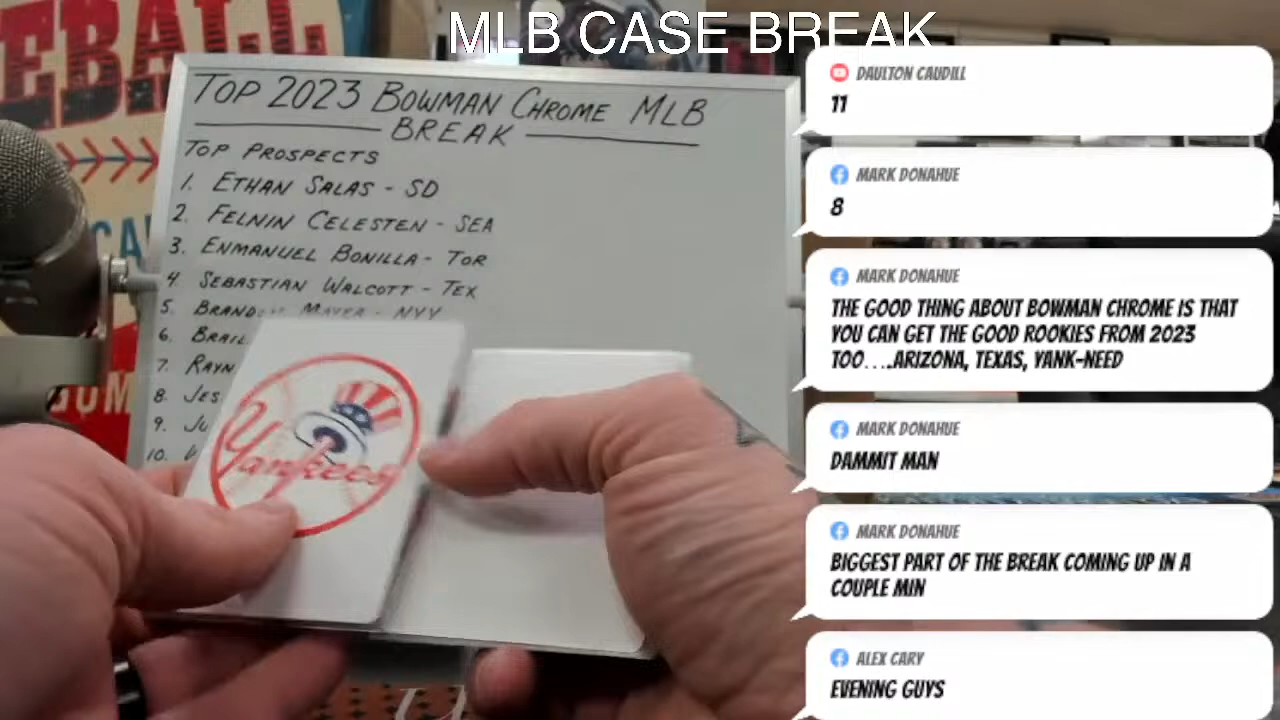 MLB CASE BREAK
EBALL
TOP 2023 BOWMAN CHROME MLB
BREAK
TOP PROSPECTS
1. ETHAN SALAS - SD
2. FELNIN CELESTEN - SEA
3. ENMANUEL BONILLA - TOR
4. SEBASTIAN WALCOTT - TEX
5. MAYER - NYY
6.
7.
8.
9.
10.
Yankees
GUM
DAULTON CAUDILL
11
MARK DONAHUE
8
MARK DONAHUE
THE GOOD THING ABOUT BOWMAN CHROME IS THAT
YOU CAN GET THE GOOD ROOKIES FROM 2023
TOO....ARIZONA, TEXAS, YANK-NEED
MARK DONAHUE
DAMMIT MAN
MARK DONAHUE
BIGGEST PART OF THE BREAK COMING UP IN A
COUPLE MIN
ALEX CARY
EVENING GUYS